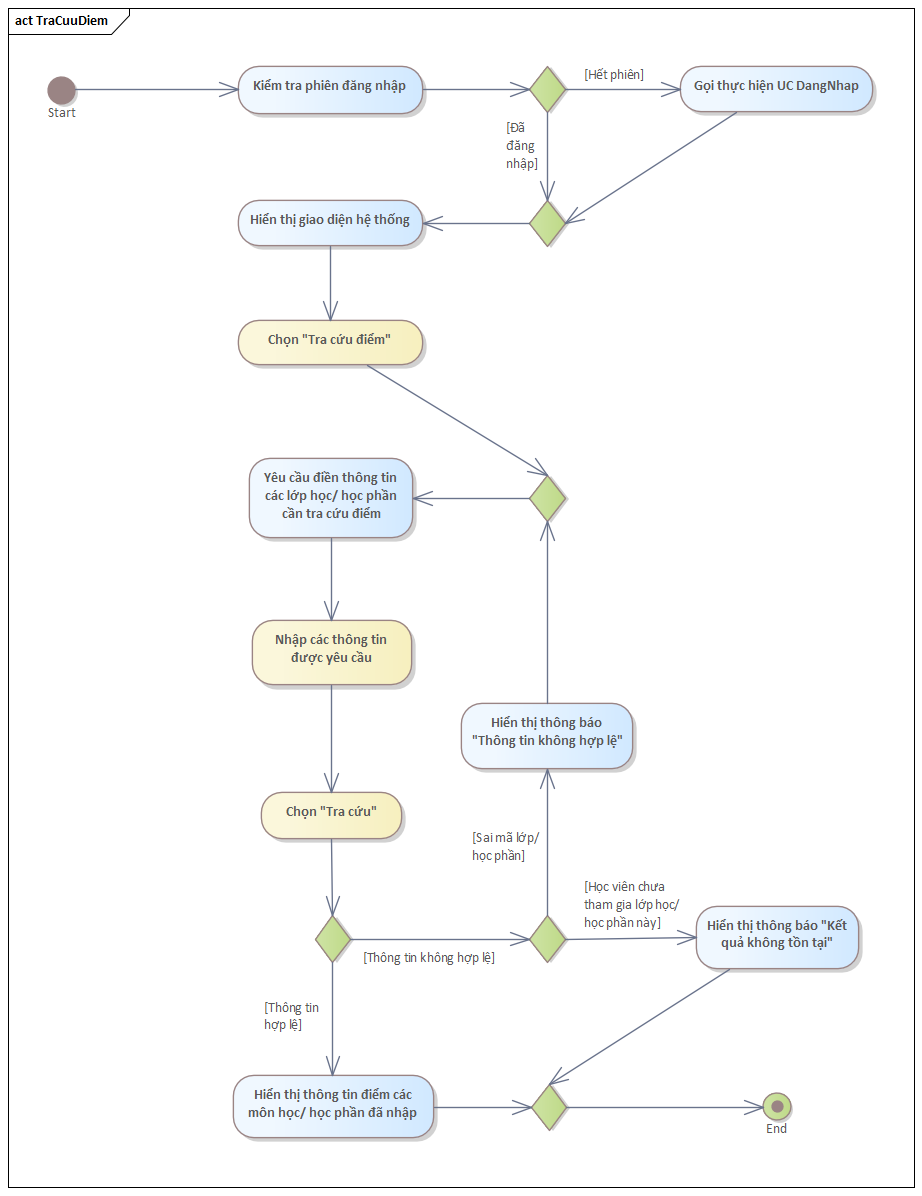 act TraCuuDiem
Start
Kiểm tra phiên đăng nhập
[Hết phiên]
Gọi thực hiện UC DangNhap
[Đã
đăng
nhập]
Hiển thị giao diện hệ thống
Chọn "Tra cứu điểm"
Yêu cầu điền thông tin
các lớp học/ học phần
cần tra cứu điểm
Nhập các thông tin
được yêu cầu
Hiển thị thông báo
"Thông tin không hợp lệ"
Chọn "Tra cứu"
[Sai mã lớp/
học phần]
[Học viên chưa
tham gia lớp học/
học phần này]
Hiển thị thông báo "Kết
quả không tồn tại"
[Thông tin không hợp lệ]
[Thông tin
hợp lệ]
Hiển thị thông tin điểm các
môn học/ học phần đã nhập
End